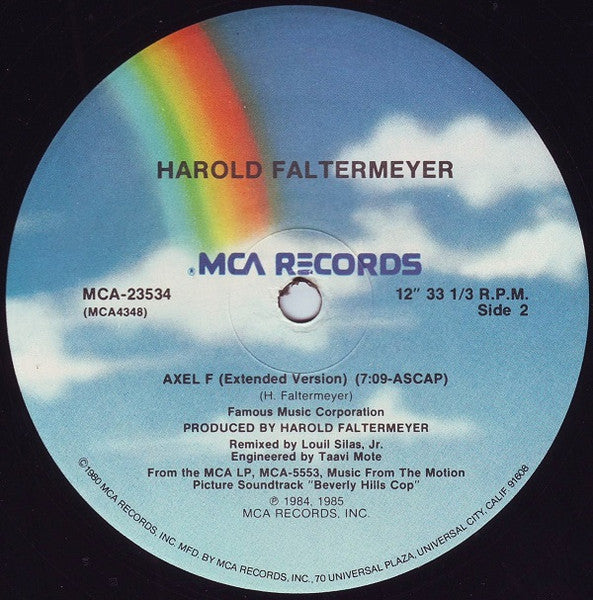 HAROLD FALTERMEYER
® MCA RECORDS
MCA-23534
(MCA4348)
12" 33 1/3 R.P.M.
Side 2
AXEL F (Extended Version) (7:09-ASCAP)
(H. Faltermeyer)
Famous Music Corporation
PRODUCED BY HAROLD FALTERMEYER
Remixed by Louil Silas, Jr.
Engineered by Taavi Mote
From the MCA LP, MCA-5553, Music From The Motion
Picture Soundtrack "Beverly Hills Cop"
℗ 1984, 1985
MCA RECORDS, INC.
©1980 MCA RECORDS, INC. MFD. BY MCA RECORDS, INC., 70 UNIVERSAL PLAZA, UNIVERSAL CITY, CALIF. 91608